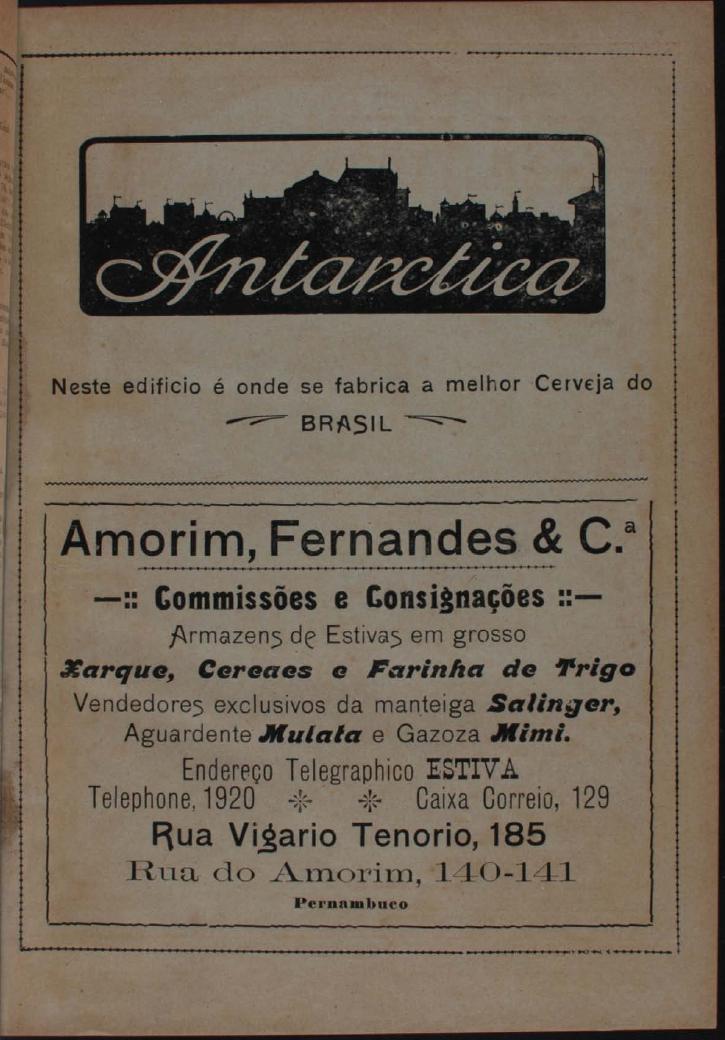 Antarctica
Neste edificio é onde se fabrica a melhor Cerveja do
BRASIL
Amorim, Fernandes & C.ª
—:: Commissões e Consignações ::—
Armazens de Estivas em grosso
Xarque, Cereaes e Farinha de Trigo
Vendedores exclusivos da manteiga Salinger,
Aguardente Mulata e Gazoza Mimi.
Endereço Telegraphico ESTIVA
Telephone, 1920 Caixa Correio, 129
Rua Vigario Tenorio, 185
Rua do Amorim, 140-141
Pernambuco